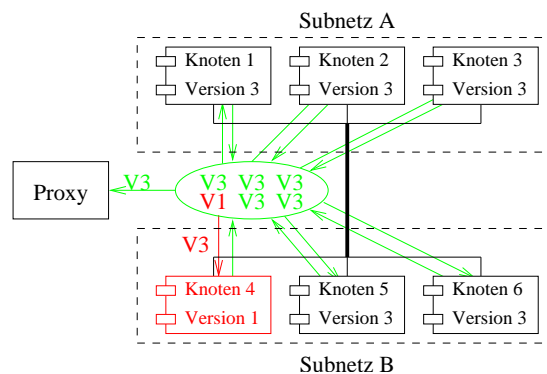 Subnetz A
Knoten 1
Version 3
Knoten 2
Version 3
Knoten 3
Version 3
Proxy
V3
V3 V3 V3
V1 V3 V3
V3
Knoten 4
Version 1
Knoten 5
Version 3
Knoten 6
Version 3
Subnetz B